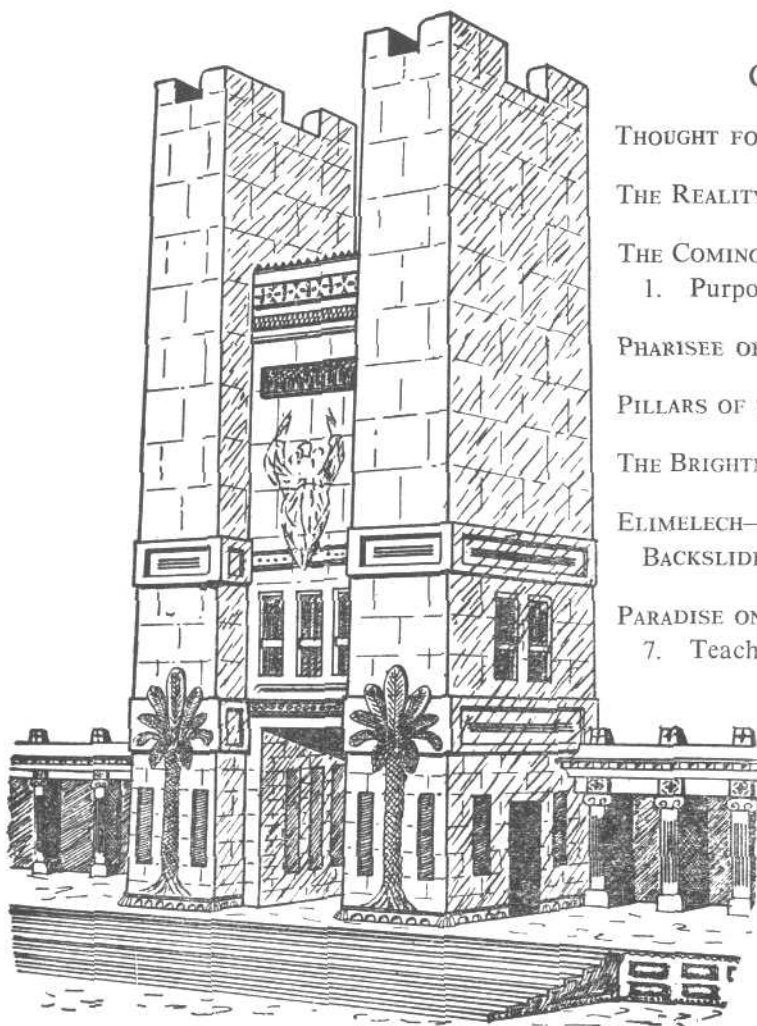 THOUGHT FO
THE REALITY
THE COMING
1. Purpo
PHARISEE OR
PILLARS OF
THE BRIGHTN
ELIMELECH—
BACKSLIDE
PARADISE ON
7. Teach